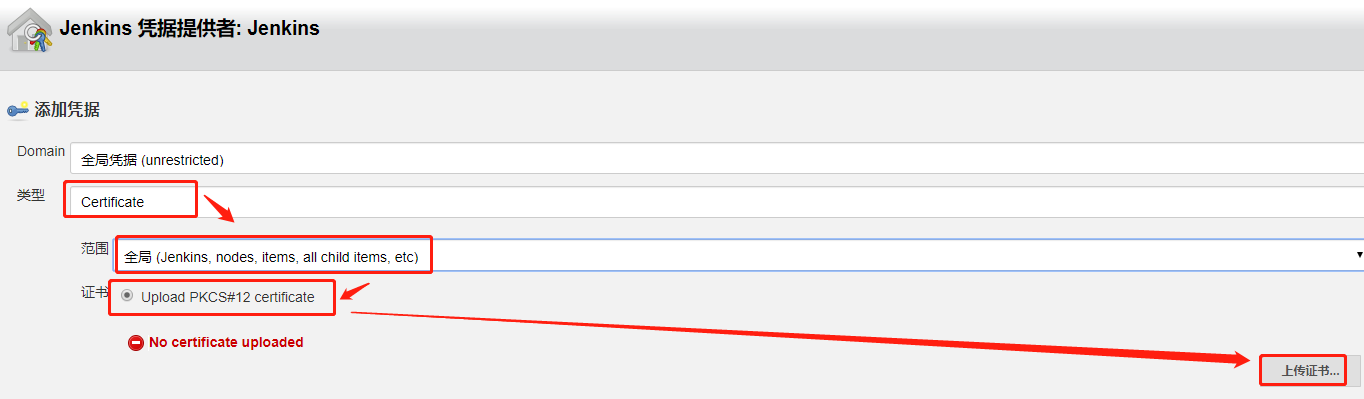 Jenkins 凭据提供者: Jenkins
添加凭据
Domain
全局凭据 (unrestricted)
类型
Certificate
范围
全局 (Jenkins, nodes, items, all child items, etc)
证书
Upload PKCS#12 certificate
No certificate uploaded
上传证书...